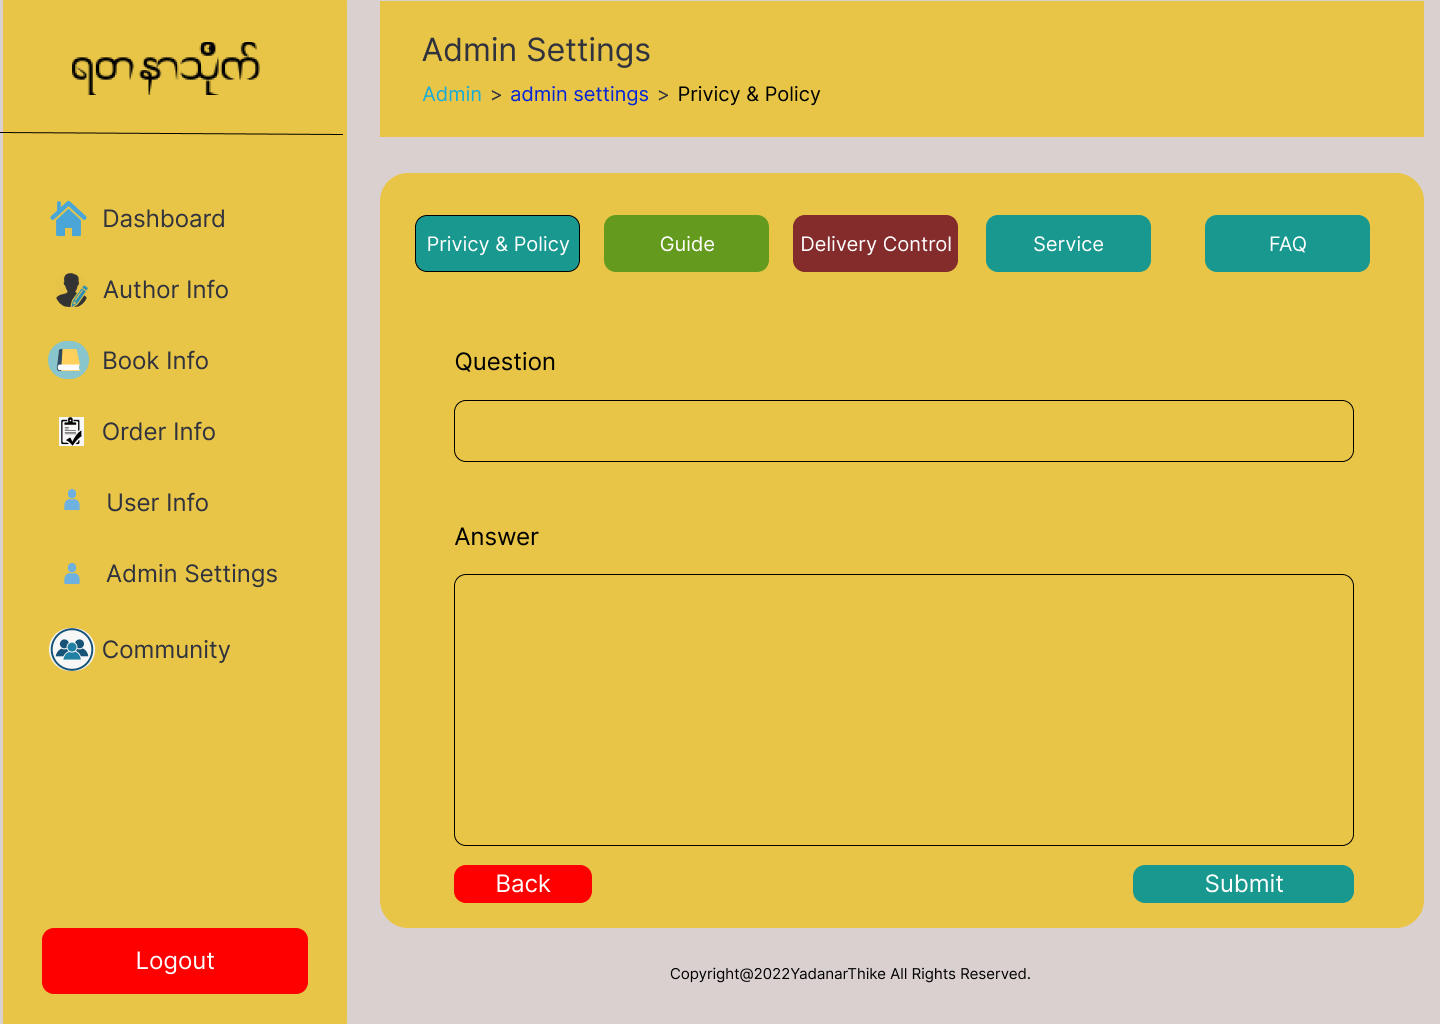 ရတနာသိုက်
Dashboard
Author Info
Book Info
Order Info
User Info
Admin Settings
Community
Logout
Admin Settings
Admin > admin settings > Privicy & Policy
Privicy & Policy Guide Delivery Control Service FAQ
Question
Answer
Back Submit
Copyright@2022YadanarThike All Rights Reserved.